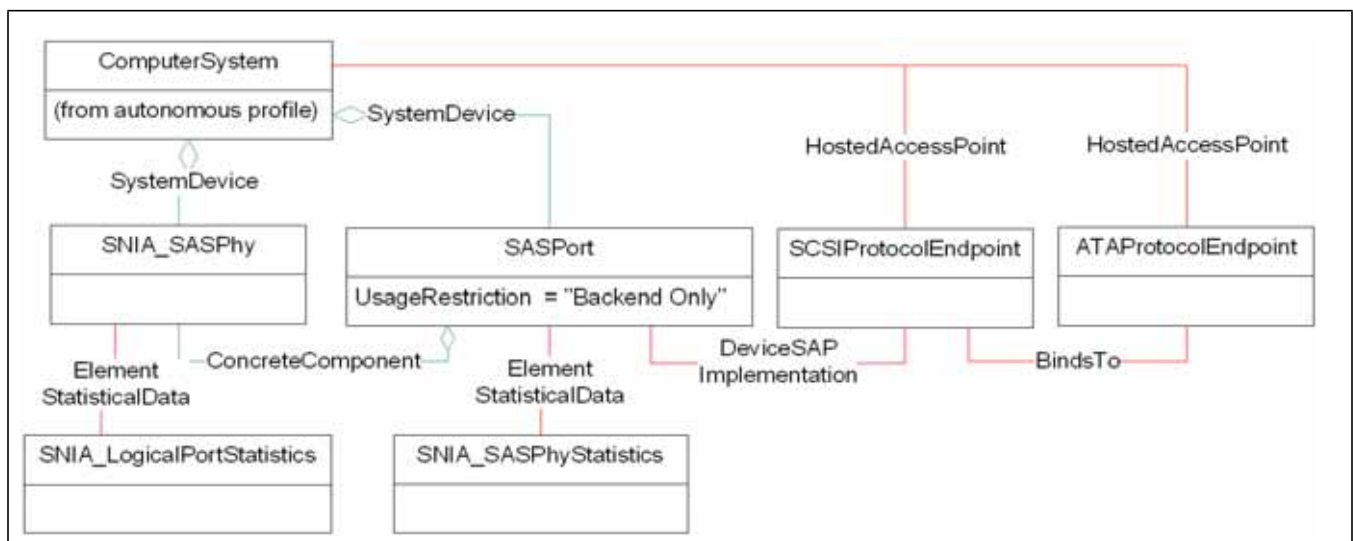 ComputerSystem
(from autonomous profile)
SystemDevice
SystemDevice
HostedAccessPoint
HostedAccessPoint
SNIA_SASPhy
SASPort
UsageRestriction = "Backend Only"
SCSIProtocolEndpoint
ATAProtocolEndpoint
ConcreteComponent
Element
StatisticalData
Element
StatisticalData
DeviceSAP
Implementation
BindsTo
SNIA_LogicalPortStatistics
SNIA_SASPhyStatistics